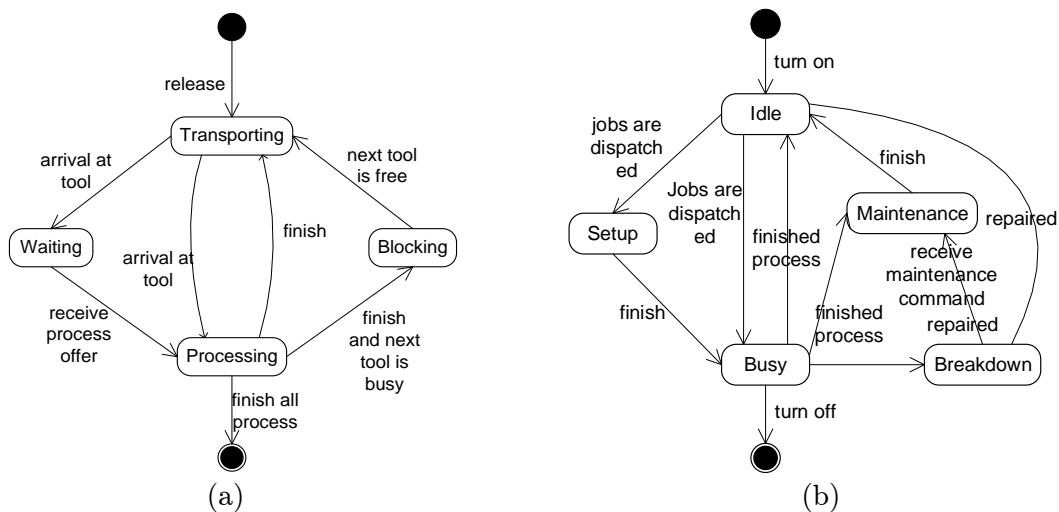 release
Transporting
arrival at
tool
next tool
is free
Waiting
arrival at
tool
finish
Blocking
receive
process
offer
Processing
finish
and next
tool is
busy
finish all
process
(a)
turn on
Idle
jobs are
dispatch
ed
finish
Jobs are
dispatch
ed
Setup
finished
process
Maintenance
repaired
receive
maintenance
command
finish
finished
process
repaired
Busy
Breakdown
turn off
(b)